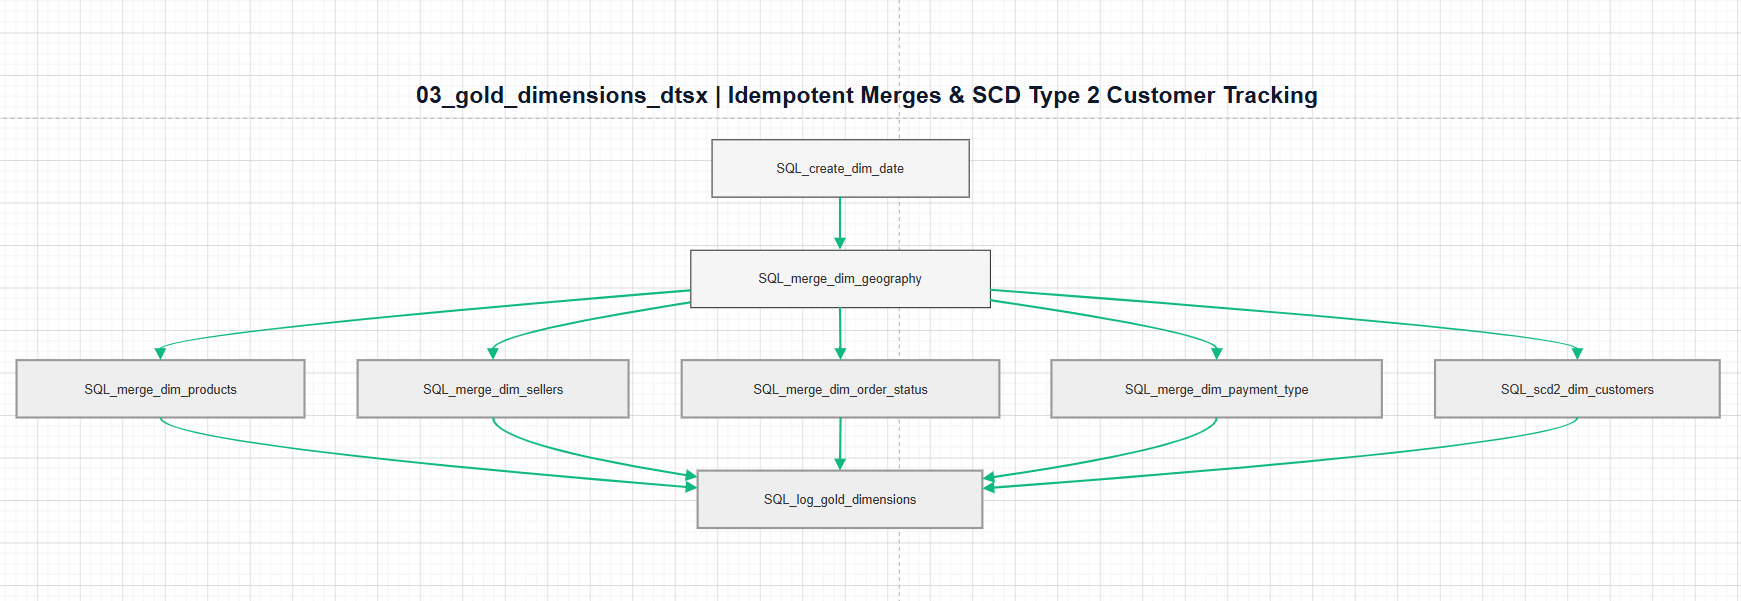 03_gold_dimensions_dtsx | Idempotent Merges & SCD Type 2 Customer Tracking
SQL_create_dim_date
SQL_merge_dim_geography
SQL_merge_dim_products
SQL_merge_dim_sellers
SQL_merge_dim_order_status
SQL_merge_dim_payment_type
SQL_scd2_dim_customers
SQL_log_gold_dimensions